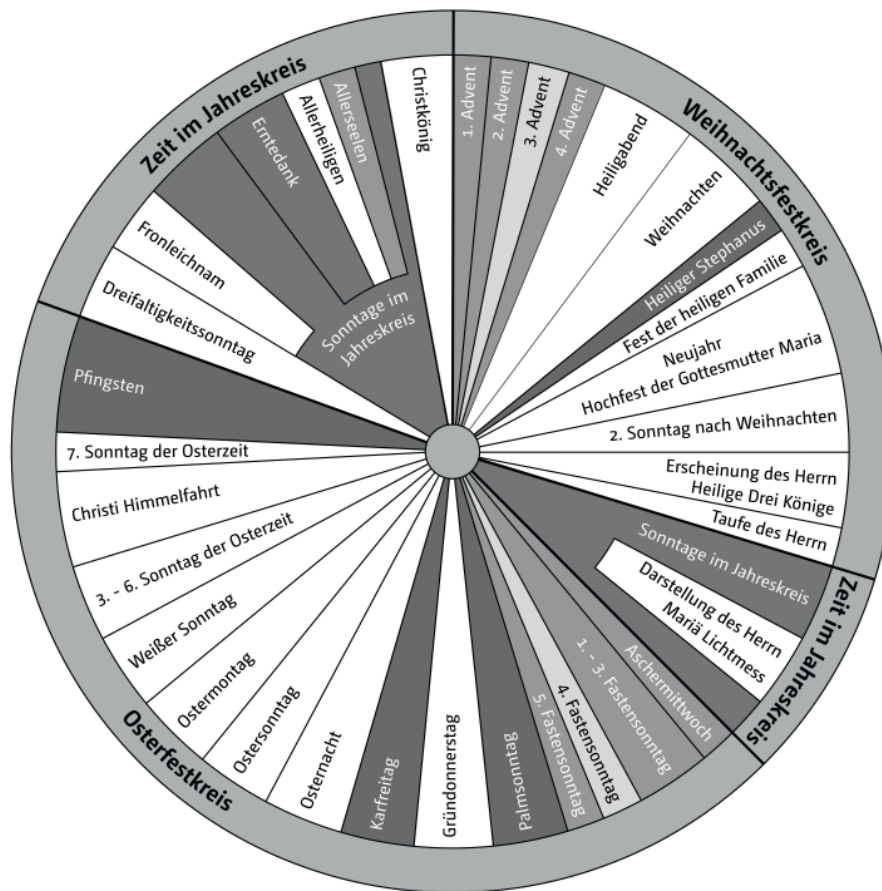 Weihnachtsfestkreis
1. Advent
2. Advent
3. Advent
4. Advent
Heiligabend
Weihnachten
Heiliger Stephanus
Fest der heiligen Familie
Neujahr
Hochfest der Gottesmutter Maria
2. Sonntag nach Weihnachten
Erscheinung des Herrn
Heilige Drei Könige
Taufe des Herrn
Zeit im Jahreskreis
Sonntage im Jahreskreis
Darstellung des Herrn
Mariä Lichtmess
Osterfestkreis
Aschermittwoch
1. - 3. Fastensonntag
4. Fastensonntag
5. Fastensonntag
Palmsonntag
Gründonnerstag
Karfreitag
Osternacht
Ostersonntag
Ostermontag
Weißer Sonntag
3. - 6. Sonntag der Osterzeit
Christi Himmelfahrt
7. Sonntag der Osterzeit
Pfingsten
Zeit im Jahreskreis
Dreifaltigkeitssonntag
Fronleichnam
Sonntage im
Jahreskreis
Erntedank
Allerheiligen
Allerseelen
Christkönig